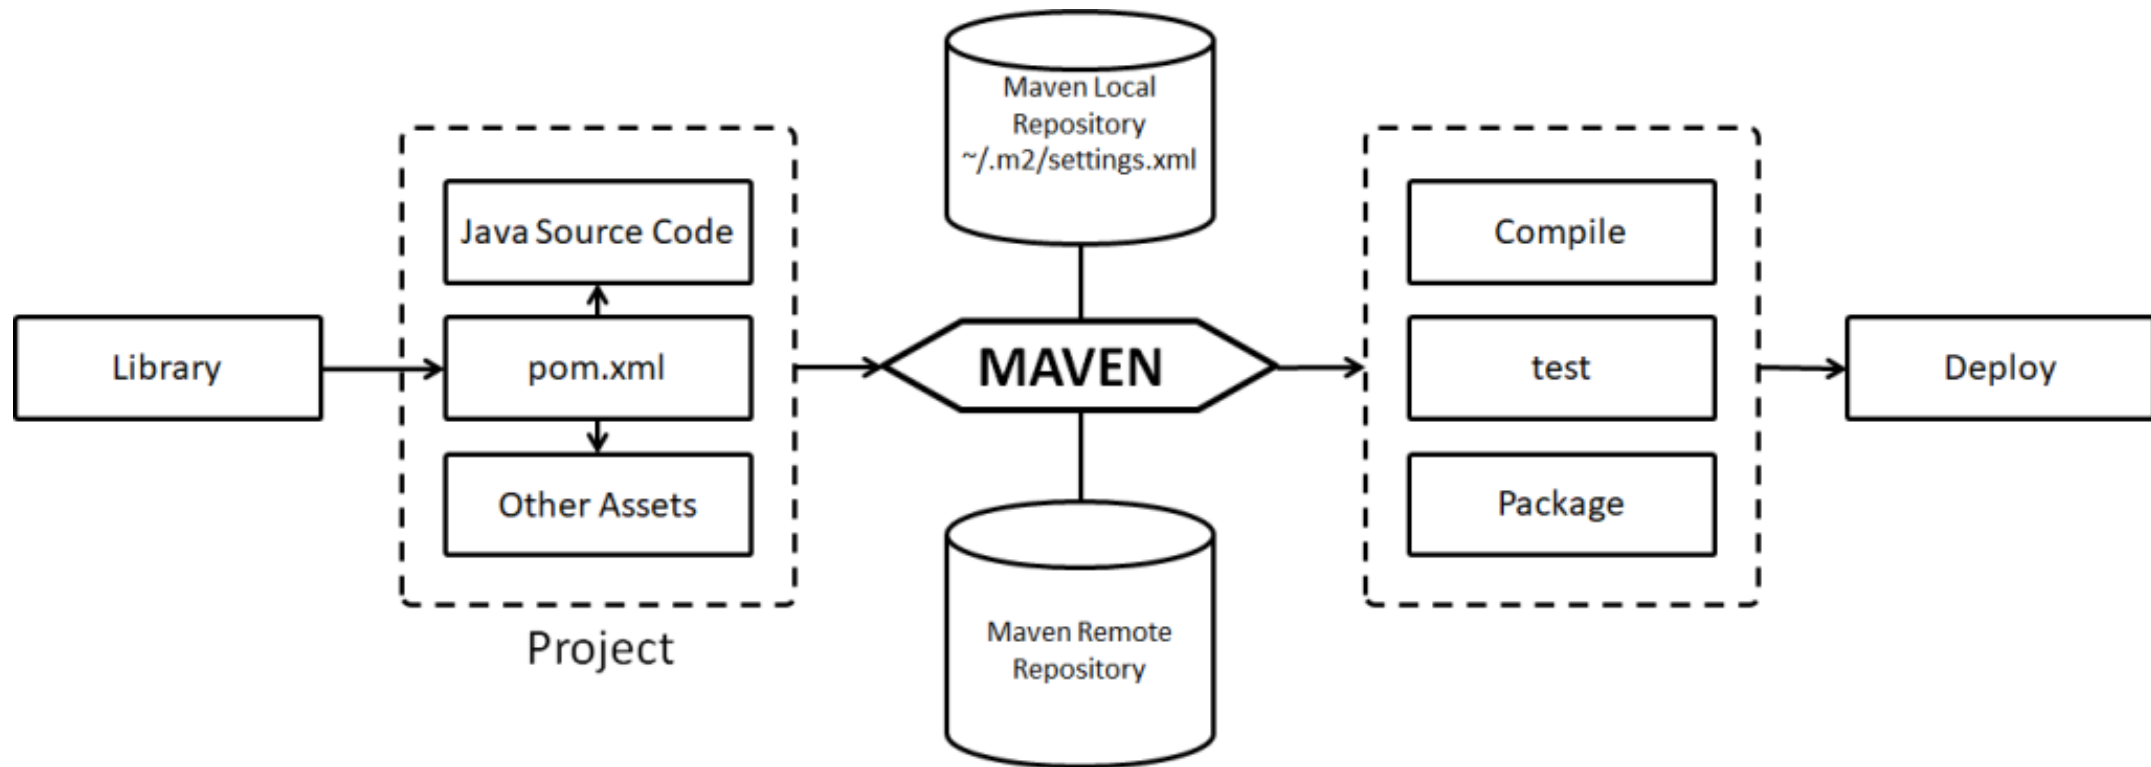 Library
Java Source Code
pom.xml
Other Assets
Project
Maven Local
Repository
~/.m2/settings.xml
MAVEN
Maven Remote
Repository
Compile
test
Package
Deploy